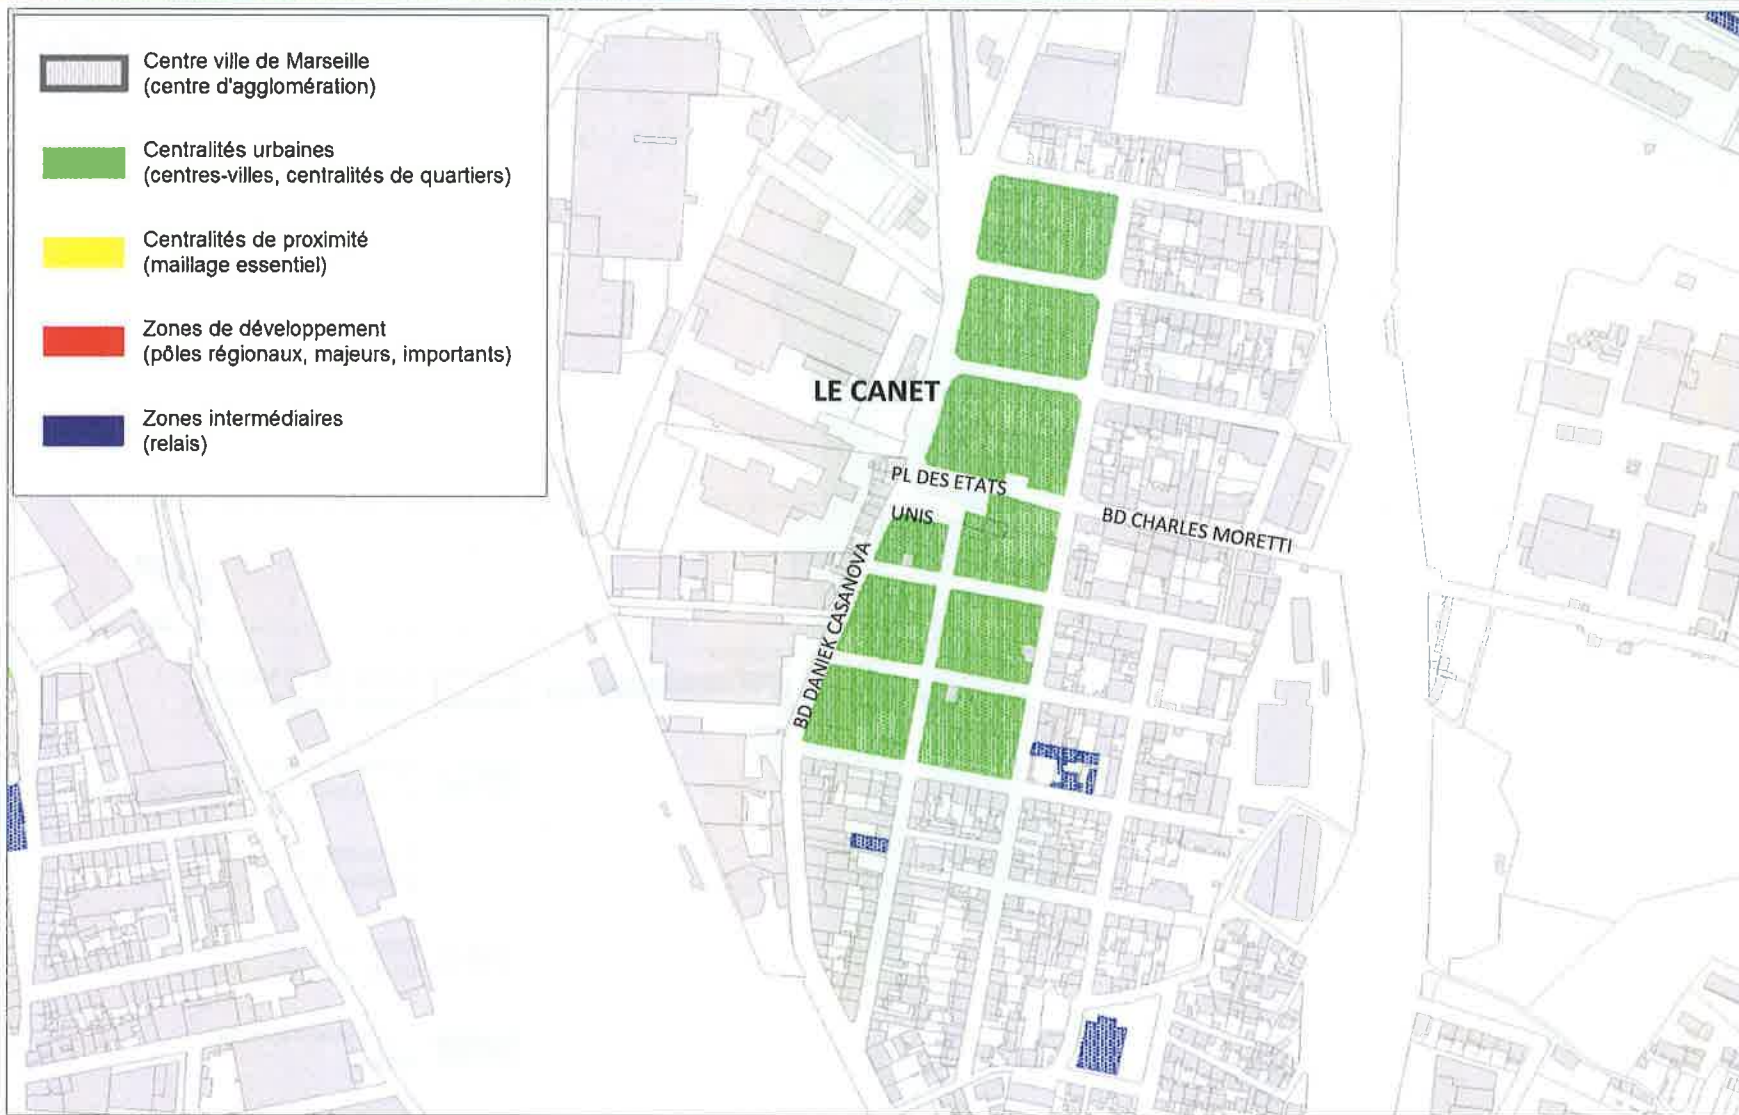 Centre ville de Marseille
(centre d'agglomération)
Centralités urbaines
(centres-villes, centralités de quartiers)
Centralités de proximité
(maillage essentiel)
Zones de développement
(pôles régionaux, majeurs, importants)
Zones intermédiaires
(relais)
LE CANET
PL DES ETATS
UNIS
BD CHARLES MORETTI
BD DANIEK CASANOVA